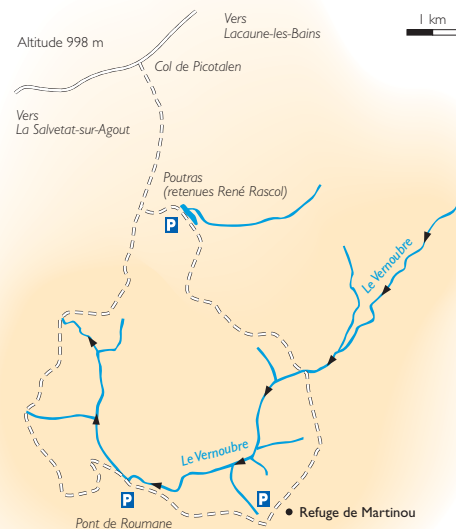 Vers
Lacaune-les-Bains
1 km
Altitude 998 m
Col de Picotalen
Vers
La Salvetat-sur-Agout
Poutras
(retenues René Rascol)
P
Le Vernoubre
Le Vernoubre
P
P
Refuge de Martinou
Pont de Roumane